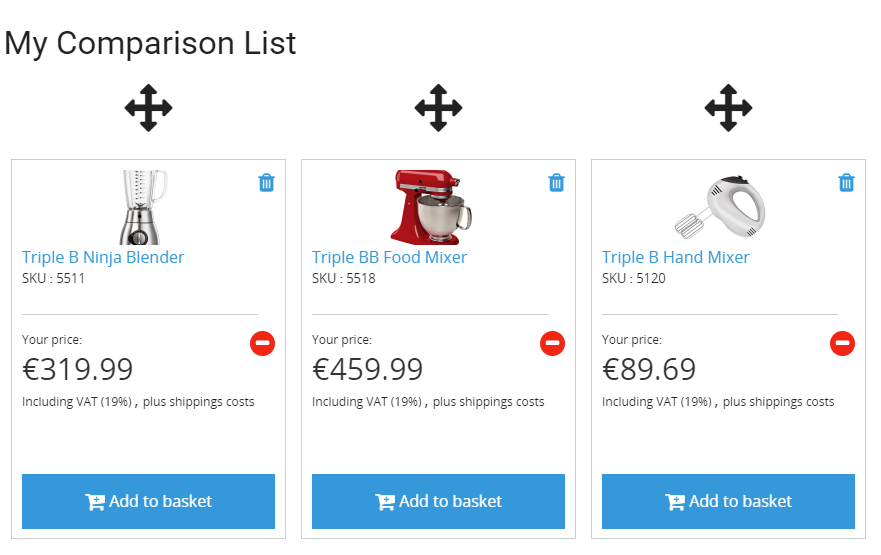 My Comparison List
Triple B Ninja Blender
SKU : 5511
Your price:
€319.99
Including VAT (19%) , plus shippings costs
Add to basket
Triple BB Food Mixer
SKU : 5518
Your price:
€459.99
Including VAT (19%) , plus shippings costs
Add to basket
Triple B Hand Mixer
SKU : 5120
Your price:
€89.69
Including VAT (19%) , plus shippings costs
Add to basket